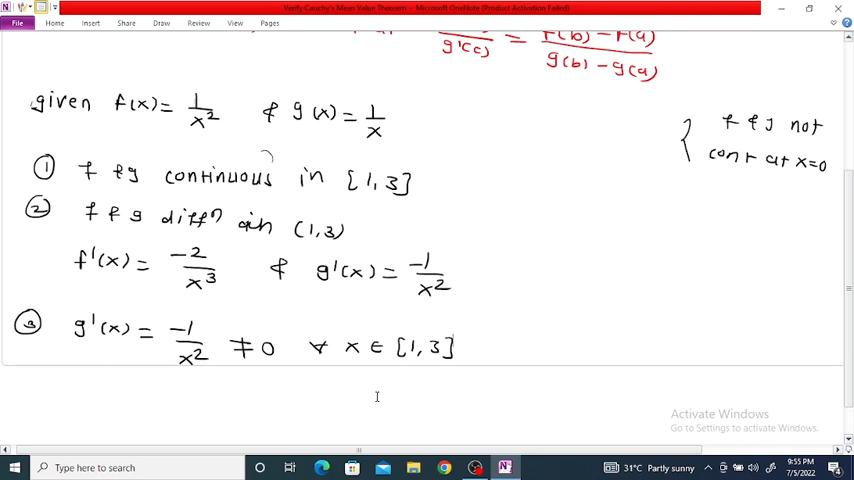 Verify Cauchy's Mean Value Theorem - Microsoft OneNote (Product Activation Failed)
File Home Insert Share Draw Review View Pages
g'(c) = f(b) - f(a)
g(b) - g(a)
given f(x) = 1/x² & g(x) = 1/x
{ f & g not
cont at x=0
① f & g continuous in [1,3]
② f & g diffn in (1,3)
f'(x) = -2/x³ & g'(x) = -1/x²
③ g'(x) = -1/x² ≠ 0 ∀ x ∈ [1,3]
Activate Windows
Go to Settings to activate Windows.
Type here to search
31°C Partly sunny
9:55 PM
7/5/2022
4